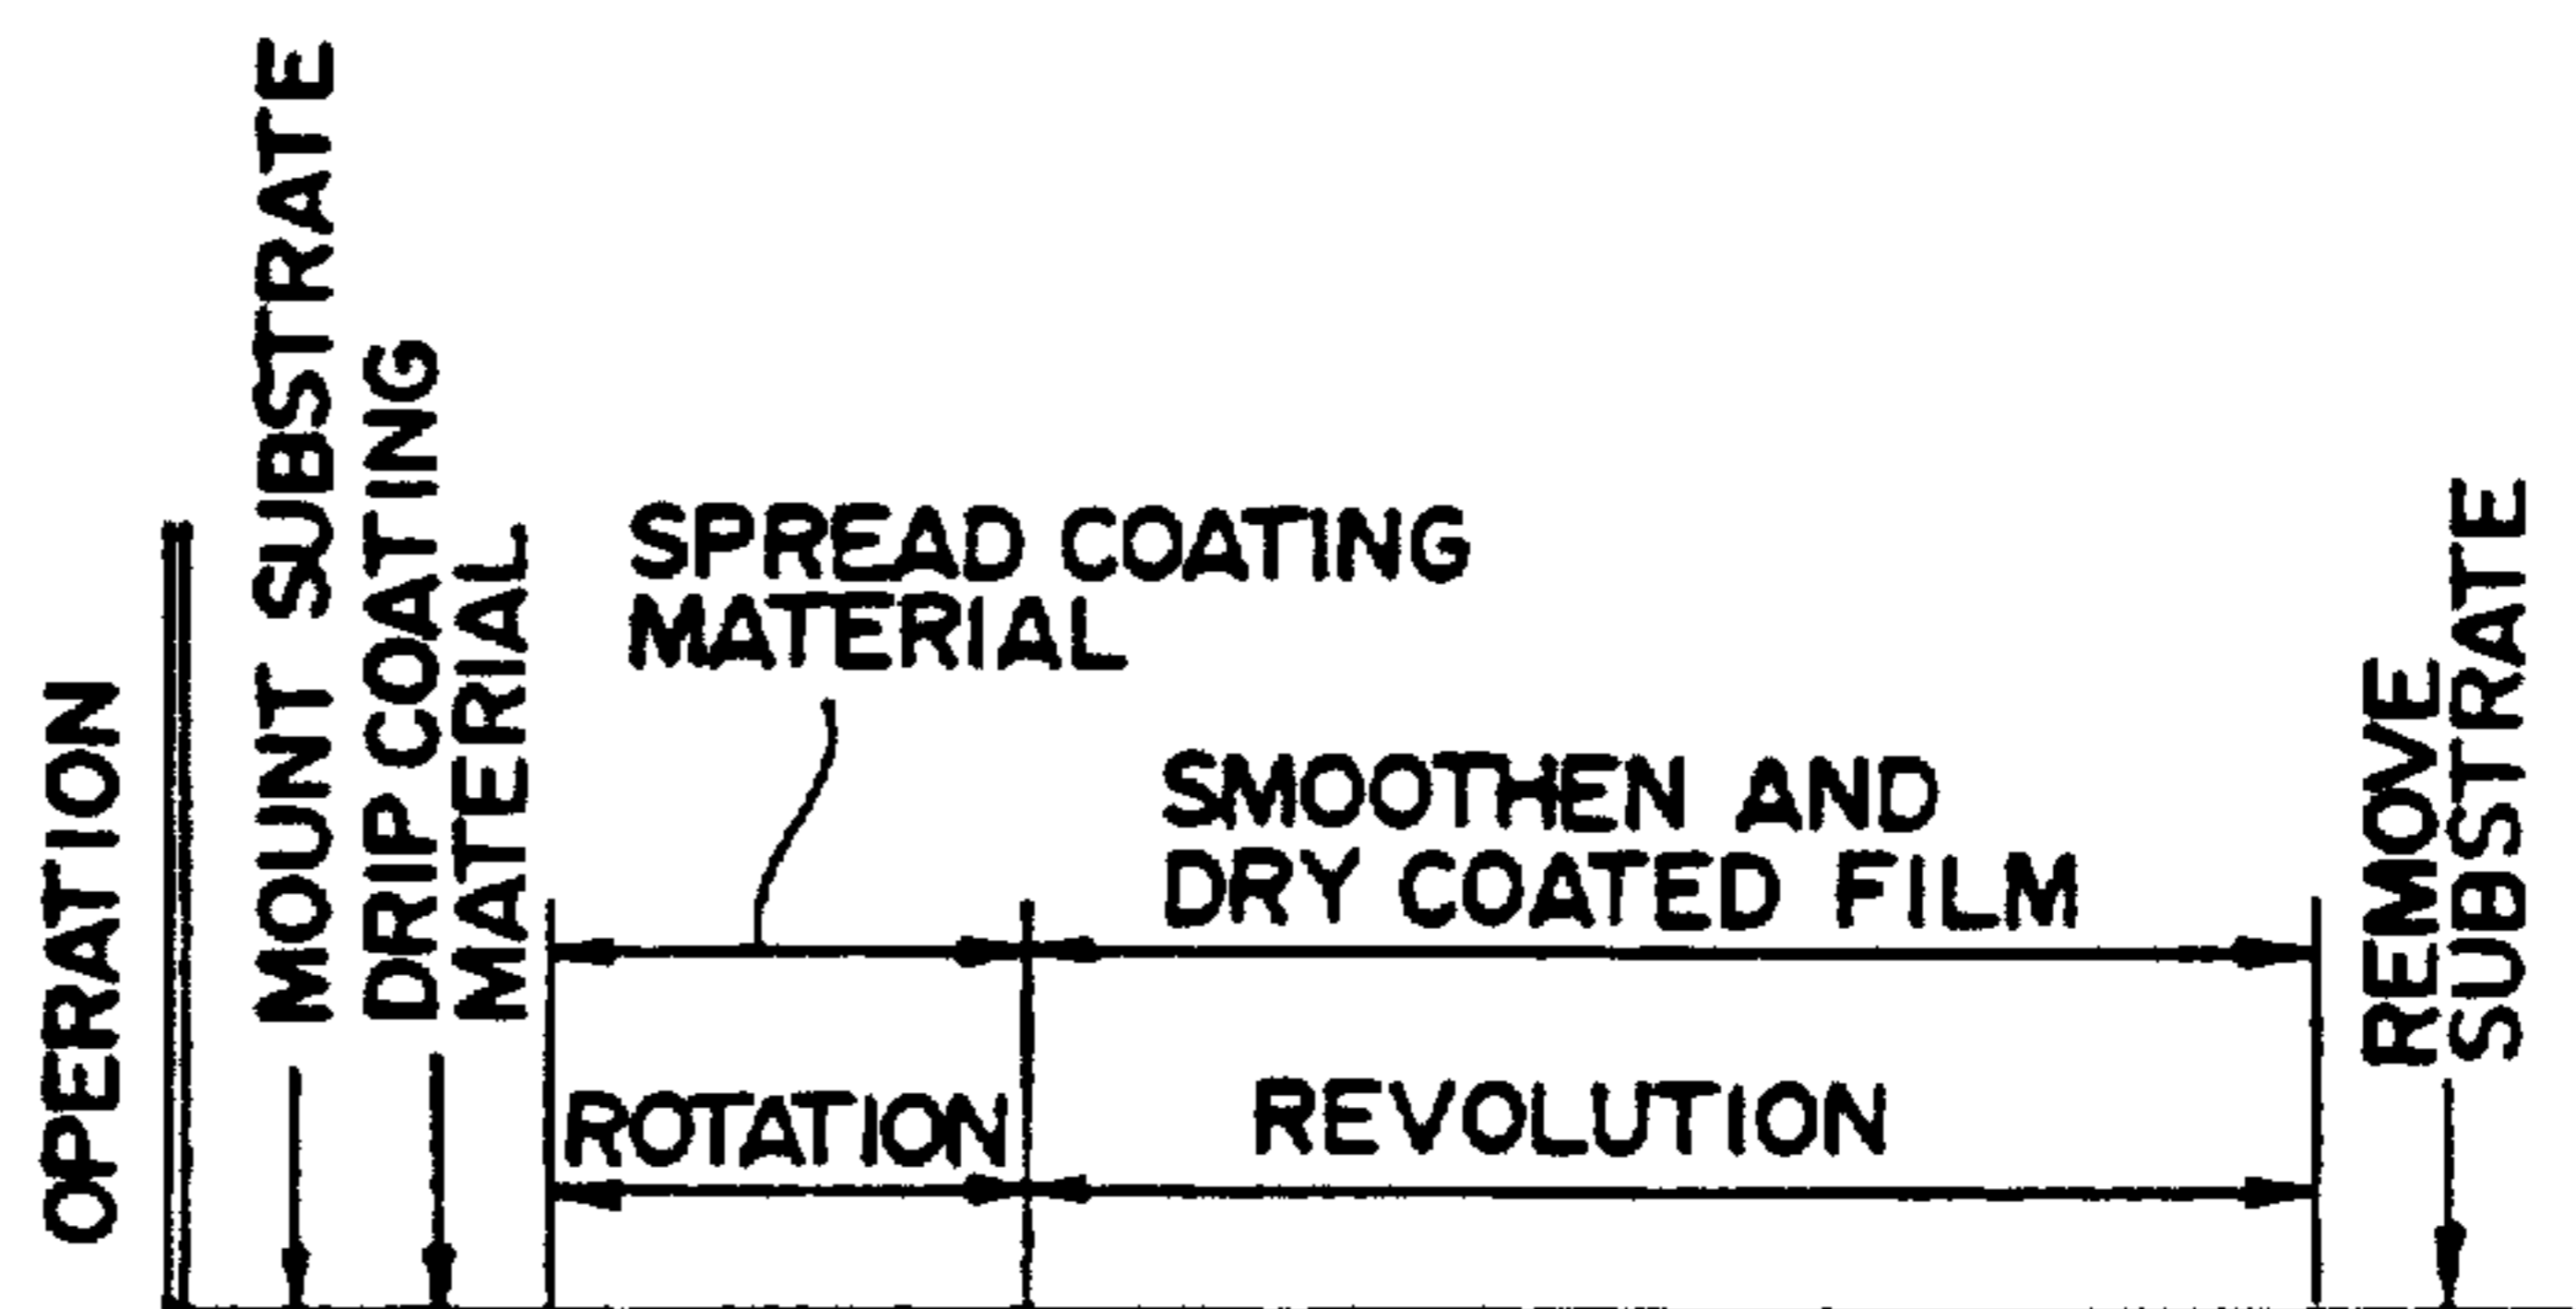 OPERATION
MOUNT SUBSTRATE
DRIP COATING
MATERIAL
SPREAD COATING
MATERIAL
SMOOTHEN AND
DRY COATED FILM
ROTATION
REVOLUTION
REMOVE
SUBSTRATE